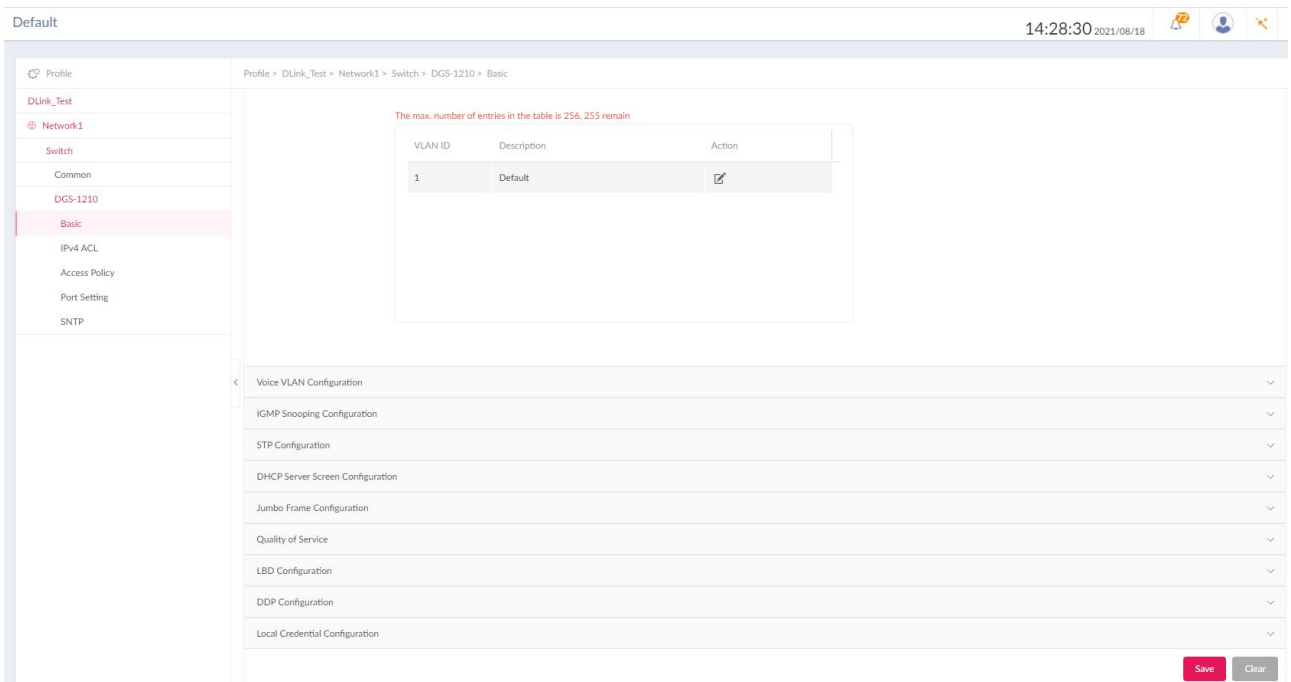 Default
14:28:30 2021/08/18
72
Profile
Profile > DLink_Test > Network1 > Switch > DGS-1210 > Basic
DLink_Test
Network1
Switch
Common
DGS-1210
Basic
IPv4 ACL
Access Policy
Port Setting
SNTP
The max. number of entries in the table is 256, 255 remain
VLAN ID Description Action
1 Default
Voice VLAN Configuration
IGMP Snooping Configuration
STP Configuration
DHCP Server Screen Configuration
Jumbo Frame Configuration
Quality of Service
LBD Configuration
DDP Configuration
Local Credential Configuration
Save Clear